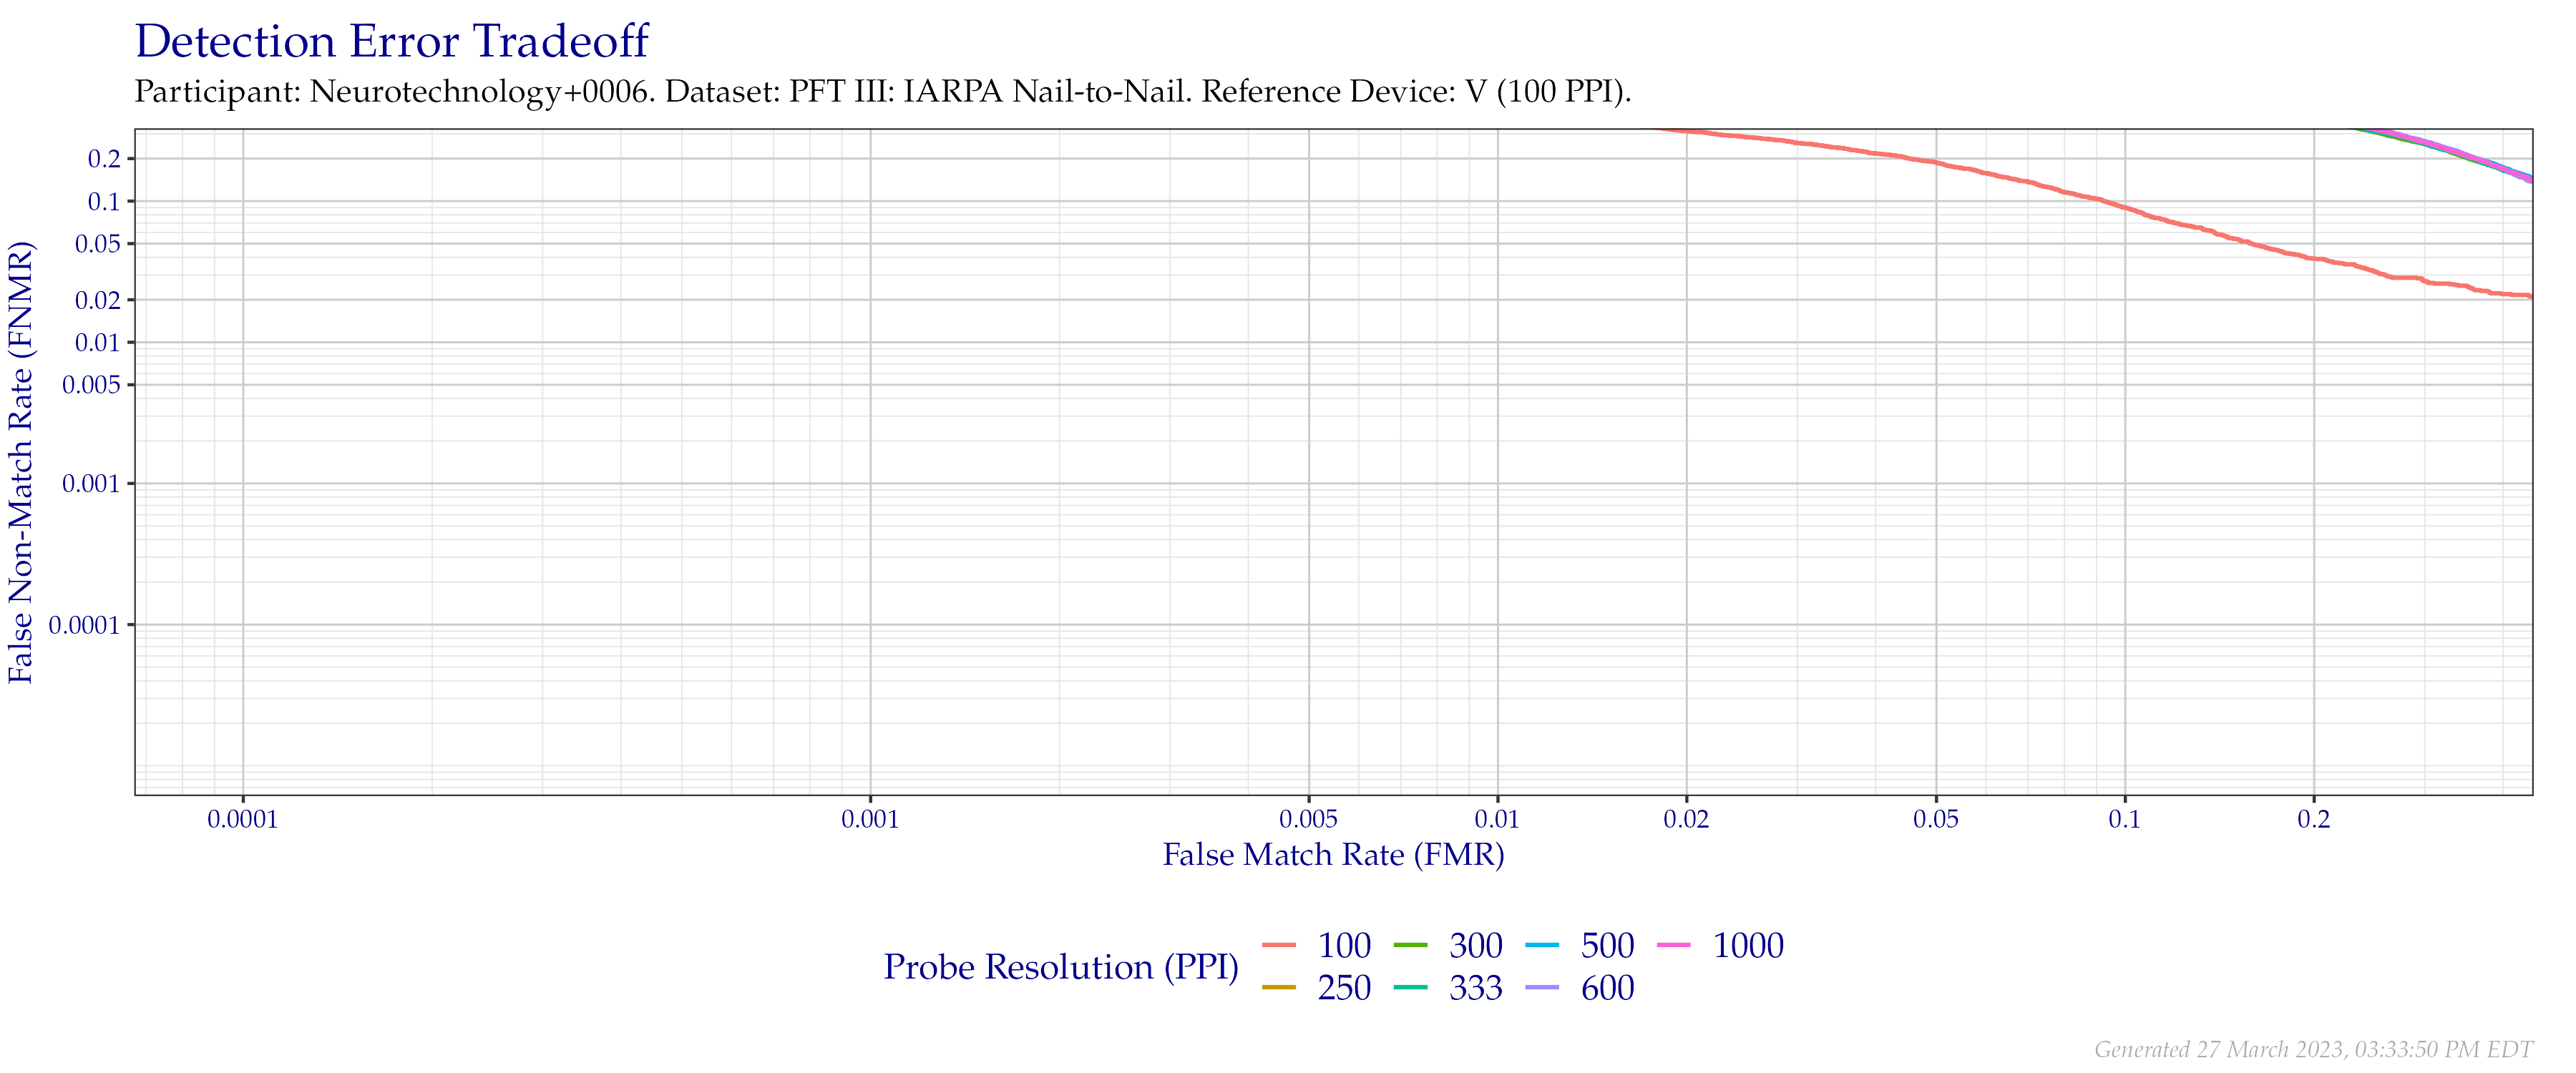 Detection Error Tradeoff
Participant: Neurotechnology+0006. Dataset: PFT III: IARPA Nail-to-Nail. Reference Device: V (100 PPI).
False Non-Match Rate (FNMR)
0.2
0.1
0.05
0.02
0.01
0.005
0.001
0.0001
0.0001 0.001 0.005 0.01 0.02 0.05 0.1 0.2
False Match Rate (FMR)
Probe Resolution (PPI)
100 300 500 1000
250 333 600
Generated 27 March 2023, 03:33:50 PM EDT